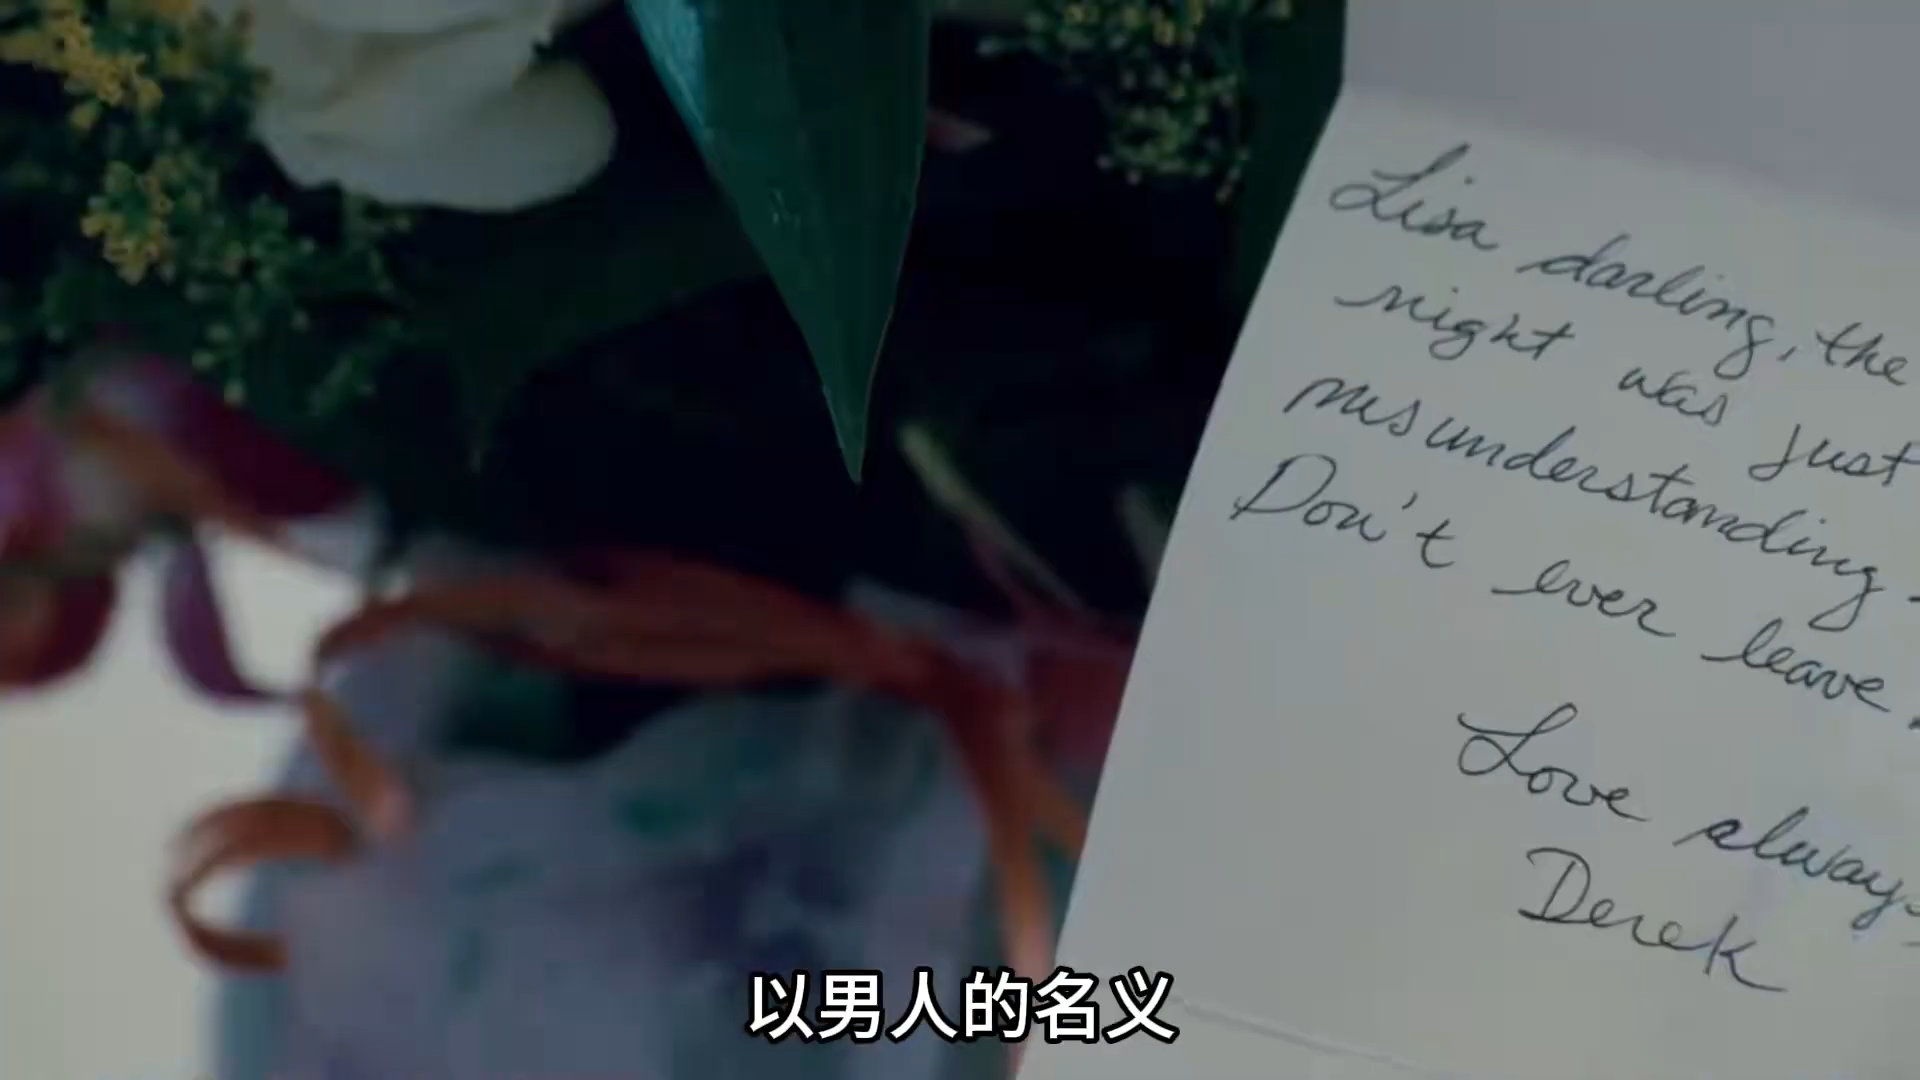 Lisa darling, the
night was just
misunderstanding.
Don't ever leave
Love always
Derek
以男人的名义